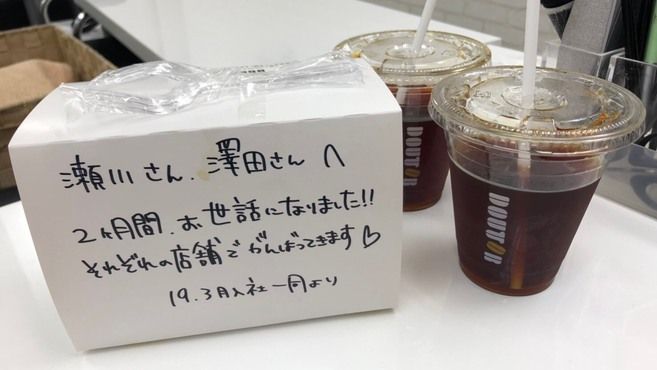 瀬川さん、澤田さんへ
2ヶ月間、お世話になりました!!
それぞれの店舗でがんばってきます♡
19.3月入社一同より
DOUTOR
DOUTOR